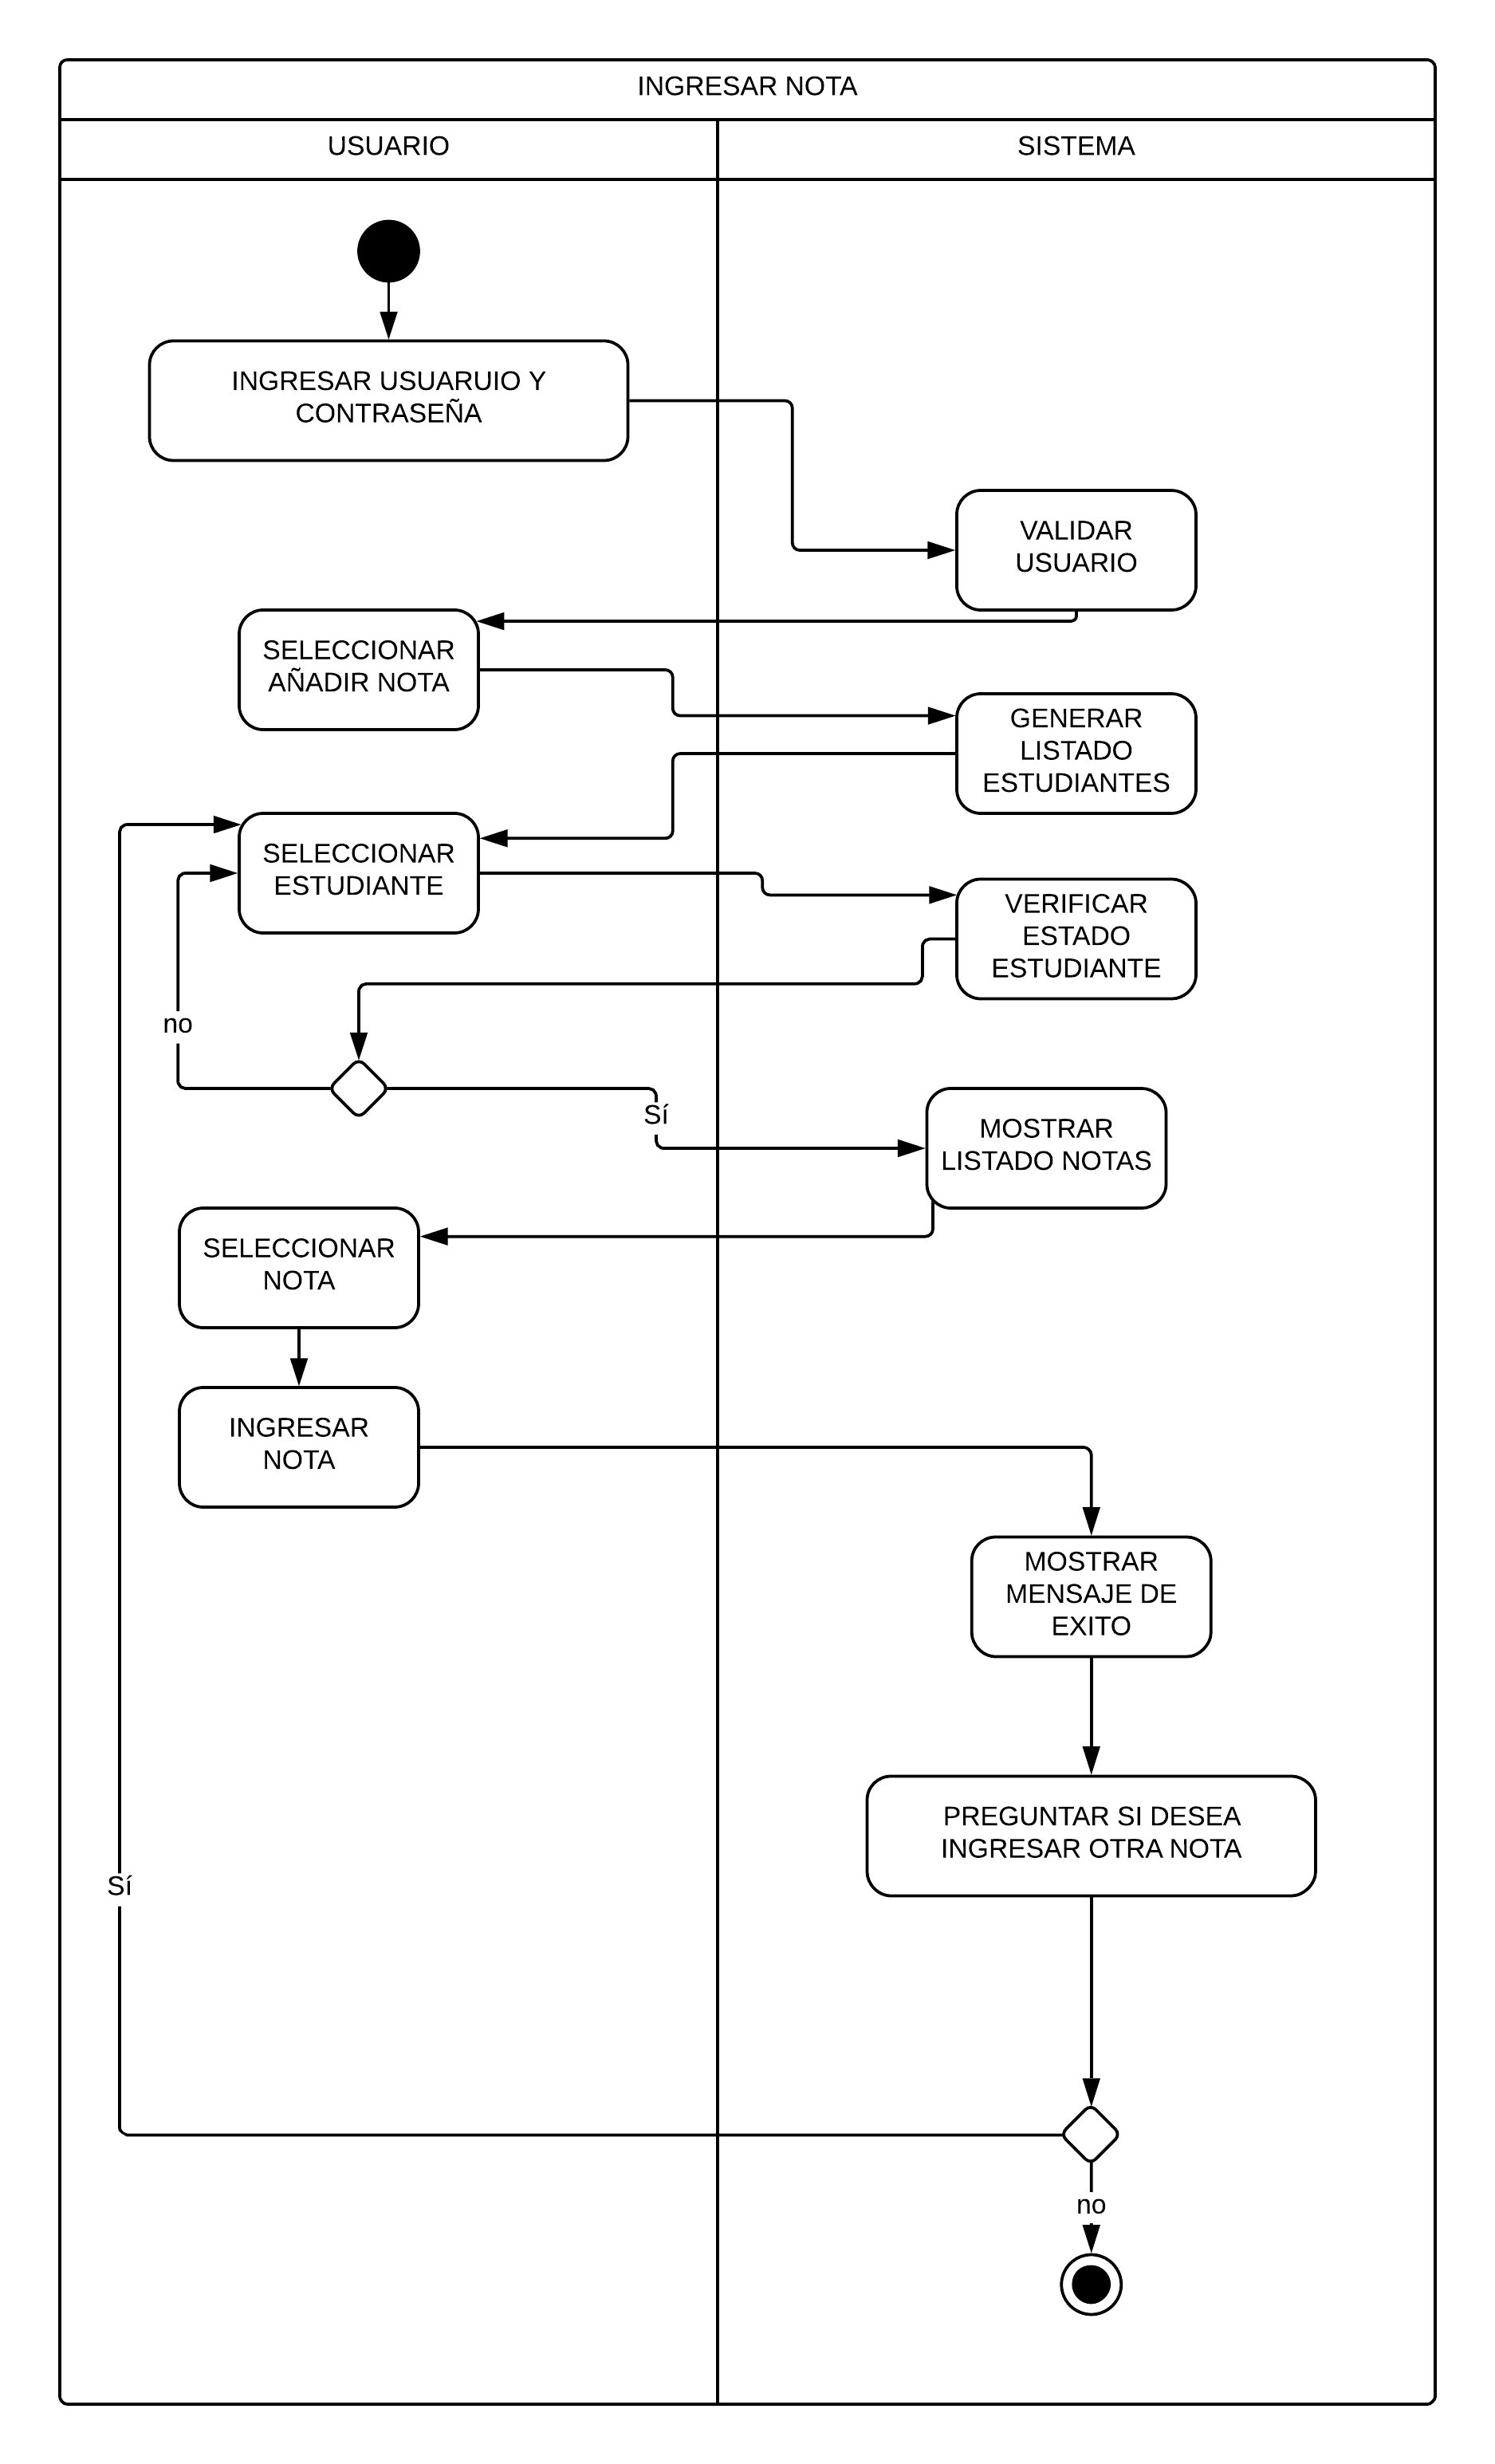 INGRESAR NOTA
USUARIO
SISTEMA
INGRESAR USUARUIO Y
CONTRASEÑA
VALIDAR
USUARIO
SELECCIONAR
AÑADIR NOTA
GENERAR
LISTADO
ESTUDIANTES
SELECCIONAR
ESTUDIANTE
VERIFICAR
ESTADO
ESTUDIANTE
no
Sí
MOSTRAR
LISTADO NOTAS
SELECCIONAR
NOTA
INGRESAR
NOTA
MOSTRAR
MENSAJE DE
EXITO
PREGUNTAR SI DESEA
INGRESAR OTRA NOTA
Sí
no